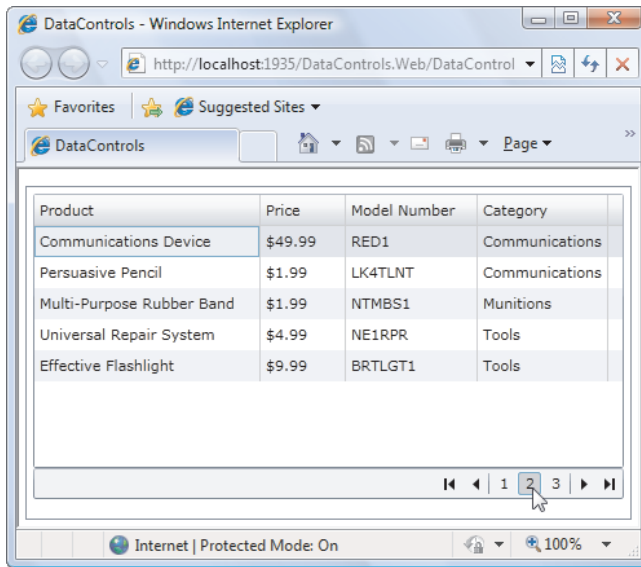 DataControls - Windows Internet Explorer
http://localhost:1935/DataControls.Web/DataControl
Favorites Suggested Sites
DataControls Page »
Product Price Model Number Category
Communications Device $49.99 RED1 Communications
Persuasive Pencil $1.99 LK4TLNT Communications
Multi-Purpose Rubber Band $1.99 NTMBS1 Munitions
Universal Repair System $4.99 NE1RPR Tools
Effective Flashlight $9.99 BRTLGT1 Tools
1 2 3
Internet | Protected Mode: On 100%